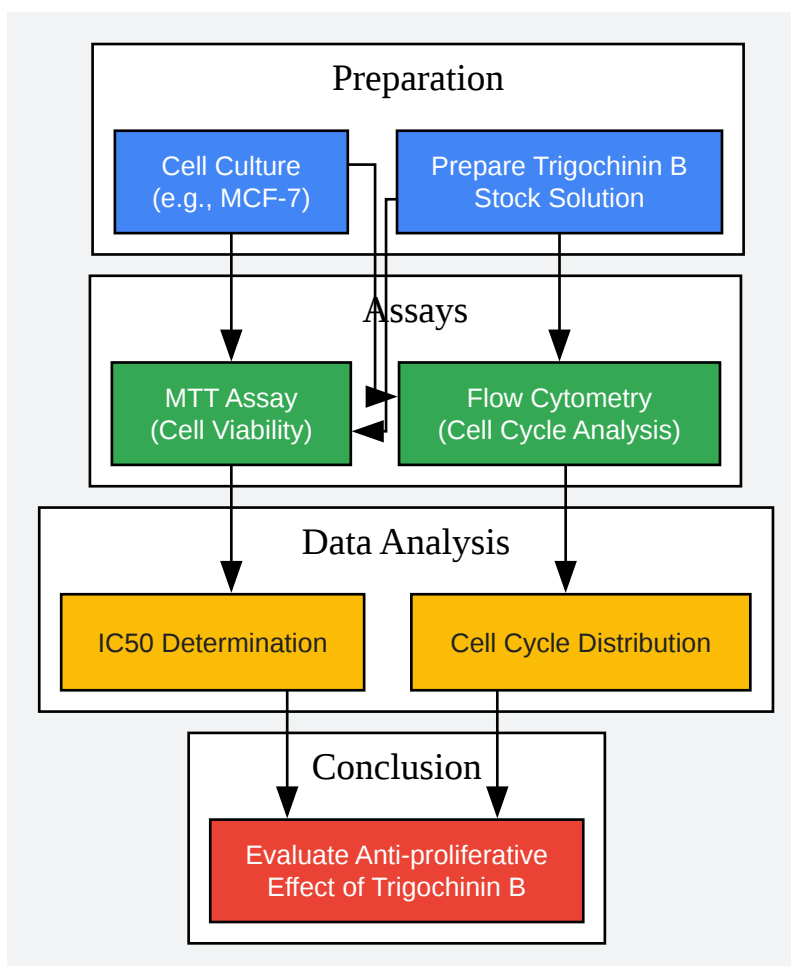 Preparation
Cell Culture
(e.g., MCF-7)
Prepare Trigochinin B
Stock Solution
Assays
MTT Assay
(Cell Viability)
Flow Cytometry
(Cell Cycle Analysis)
Data Analysis
IC50 Determination
Cell Cycle Distribution
Conclusion
Evaluate Anti-proliferative
Effect of Trigochinin B